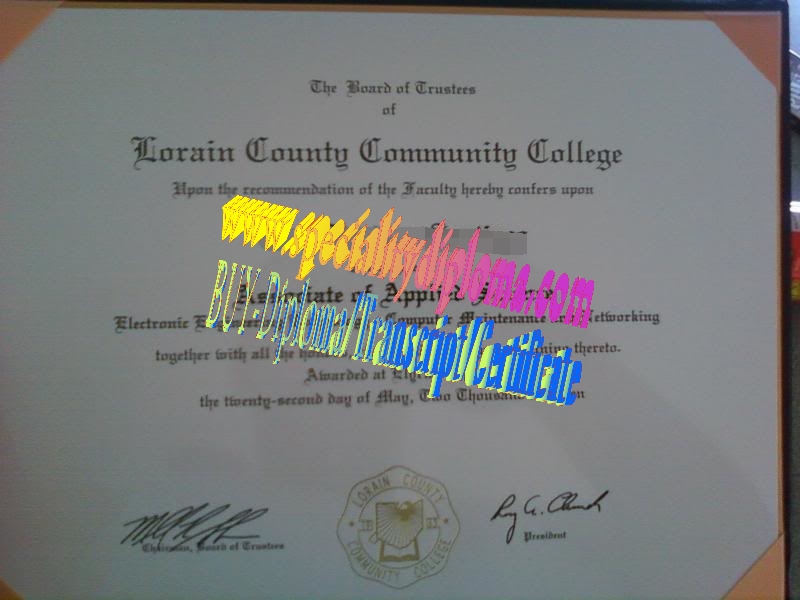 The Board of Trustees
of
Lorain County Community College
Upon the recommendation of the Faculty hereby confers upon
www.specialitydiploma.com
Associate of Applied
BUY-Diploma/Transcript/Certificate
Electronic Computer Maintenance Networking
together with all the thereto.
Awarded at
the twenty-second day of May, Two
LORAIN COUNTY
COMMUNITY COLLEGE
Chairman, Board of Trustees
President